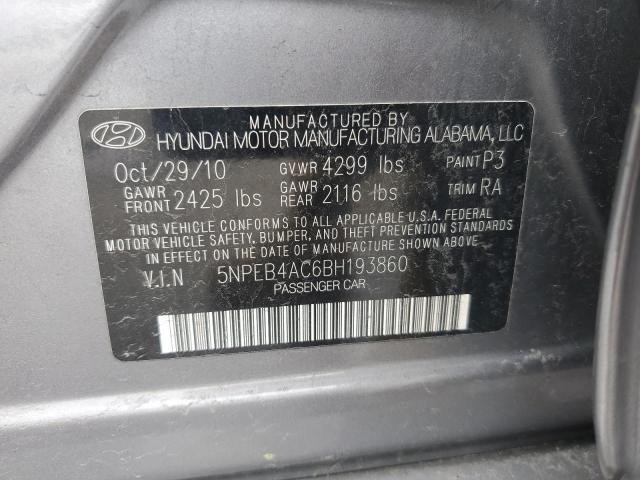 MANUFACTURED BY
HYUNDAI MOTOR MANUFACTURING ALABAMA, LLC
Oct/29/10 GVWR 4299 lbs PAINT P3
GAWR FRONT 2425 lbs GAWR REAR 2116 lbs TRIM RA
THIS VEHICLE CONFORMS TO ALL APPLICABLE U.S.A. FEDERAL
MOTOR VEHICLE SAFETY, BUMPER, AND THEFT PREVENTION STANDARDS
IN EFFECT ON THE DATE OF MANUFACTURE SHOWN ABOVE.
V.I.N 5NPEB4AC6BH193860
PASSENGER CAR